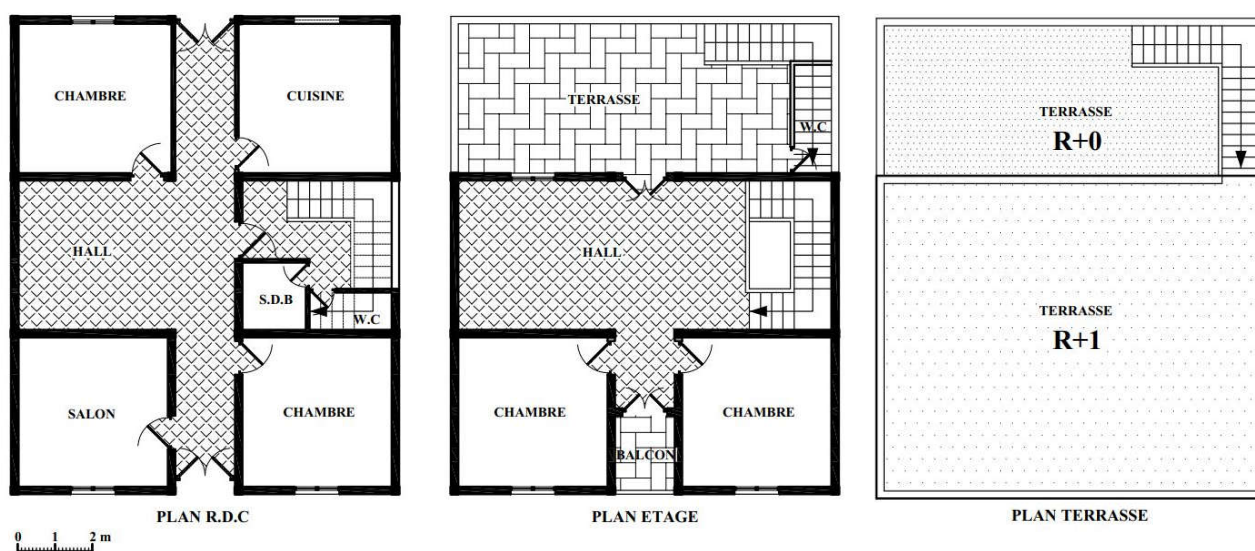 CHAMBRE
CUISINE
HALL
S.D.B
W.C
SALON
CHAMBRE
PLAN R.D.C
0 1 2 m
TERRASSE
W.C
HALL
CHAMBRE
CHAMBRE
BALCON
PLAN ETAGE
TERRASSE
R+0
TERRASSE
R+1
PLAN TERRASSE